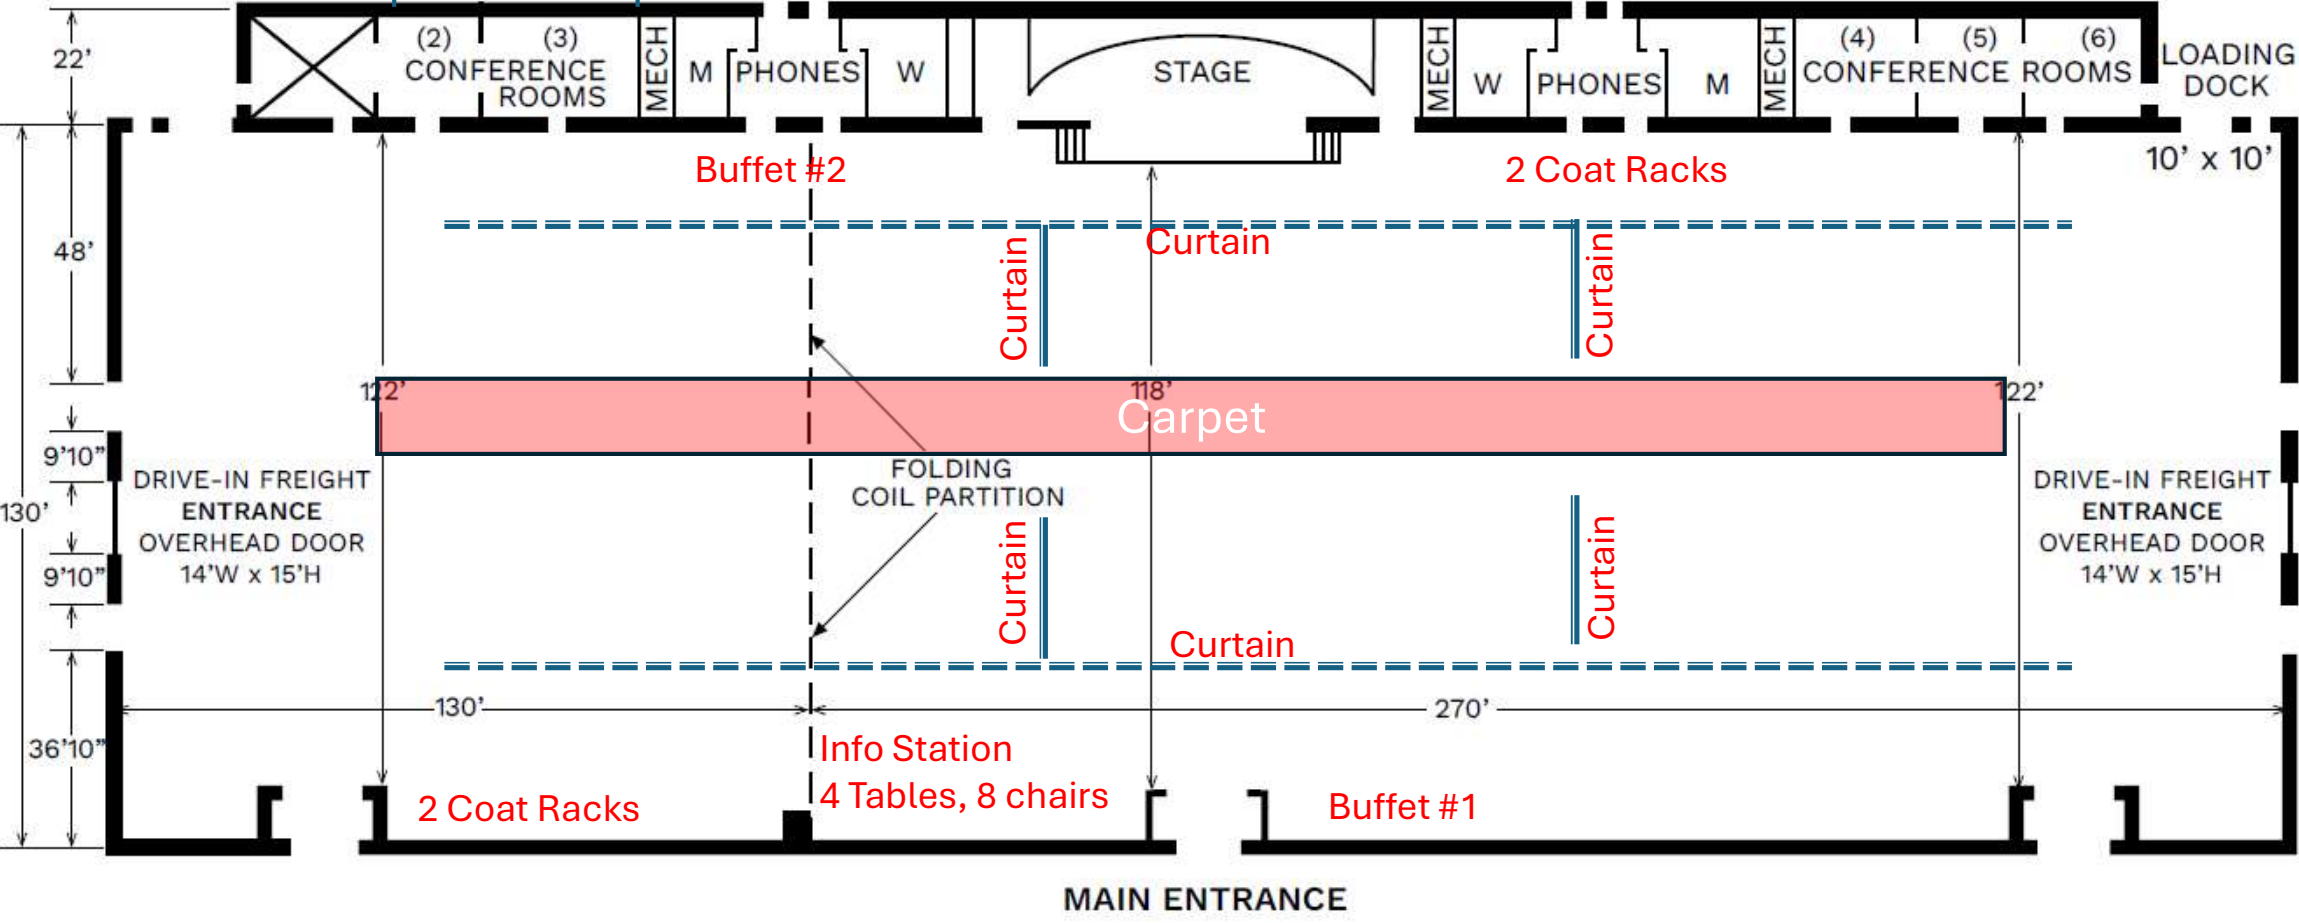 22'
(2)
(3)
CONFERENCE
ROOMS
MECH
M
PHONES
W
STAGE
MECH
W
PHONES
M
MECH
(4)
(5)
(6)
CONFERENCE ROOMS
LOADING
DOCK
10' x 10'
Buffet #2
2 Coat Racks
48'
Curtain
Curtain
Curtain
122'
118'
122'
Carpet
9'10"
130'
9'10"
DRIVE-IN FREIGHT
ENTRANCE
OVERHEAD DOOR
14'W x 15'H
FOLDING
COIL PARTITION
DRIVE-IN FREIGHT
ENTRANCE
OVERHEAD DOOR
14'W x 15'H
Curtain
Curtain
Curtain
130'
270'
36'10"
Info Station
4 Tables, 8 chairs
2 Coat Racks
Buffet #1
MAIN ENTRANCE